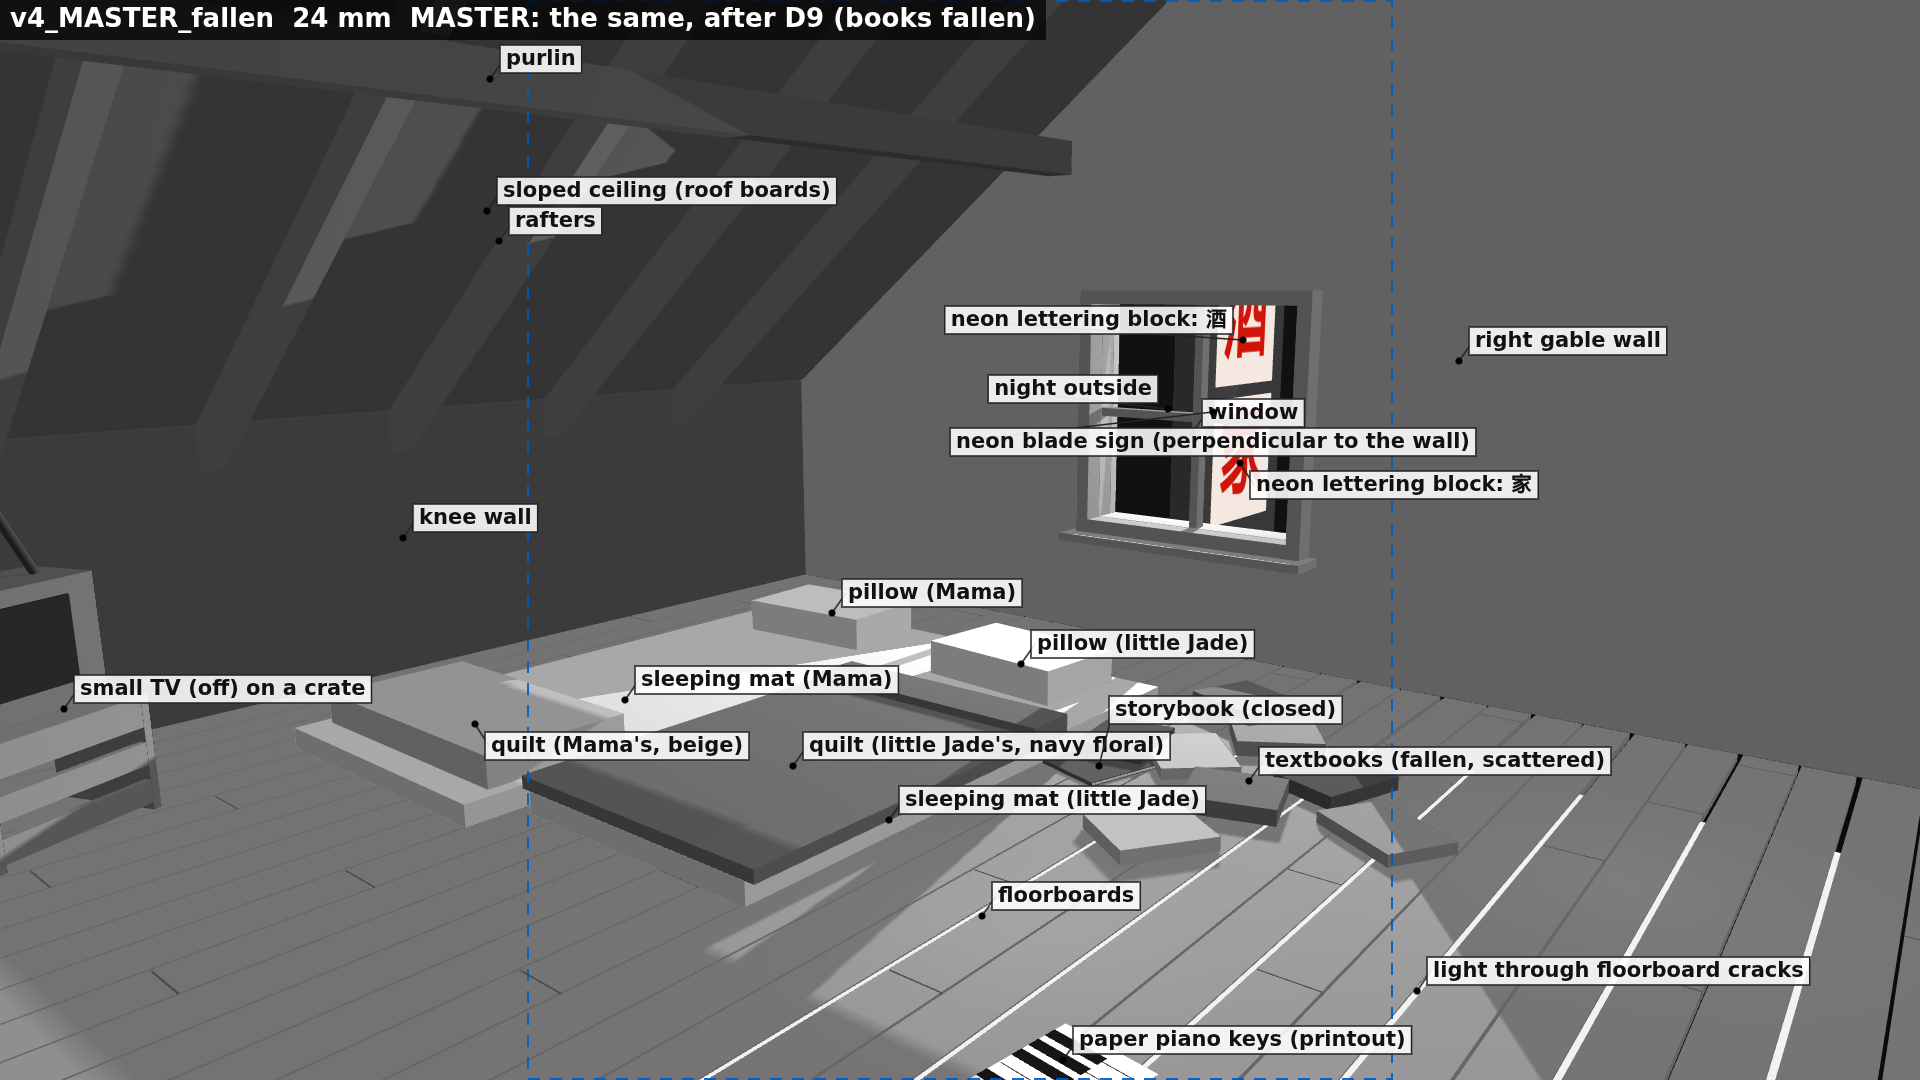 v4_MASTER_fallen 24 mm MASTER: the same, after D9 (books fallen)
purlin
sloped ceiling (roof boards)
rafters
neon lettering block: 酒
酒
right gable wall
night outside
window
neon blade sign (perpendicular to the wall)
家
neon lettering block: 家
knee wall
pillow (Mama)
pillow (little Jade)
sleeping mat (Mama)
small TV (off) on a crate
storybook (closed)
quilt (Mama's, beige)
quilt (little Jade's, navy floral)
textbooks (fallen, scattered)
sleeping mat (little Jade)
floorboards
light through floorboard cracks
paper piano keys (printout)